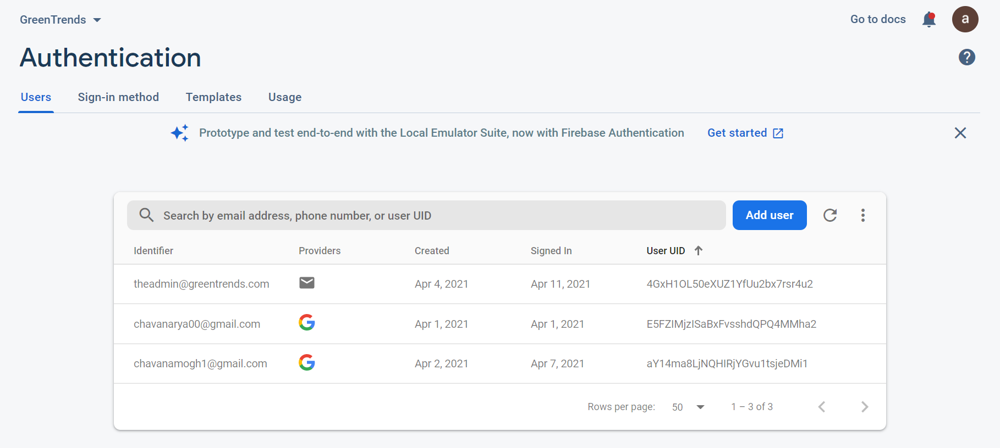 GreenTrends
Go to docs
a
Authentication
?
Users Sign-in method Templates Usage
Prototype and test end-to-end with the Local Emulator Suite, now with Firebase Authentication Get started
Search by email address, phone number, or user UID Add user
Identifier Providers Created Signed In User UID
theadmin@greentrends.com Apr 4, 2021 Apr 11, 2021 4GxH1OL50eXUZ1YfUu2bx7rsr4u2
chavanarya00@gmail.com Apr 1, 2021 Apr 1, 2021 E5FZIMjzISaBxFvsshdQPQ4MMha2
chavanamogh1@gmail.com Apr 2, 2021 Apr 7, 2021 aY14ma8LjNQHIRjYGvu1tsjeDMi1
Rows per page: 50 1 – 3 of 3